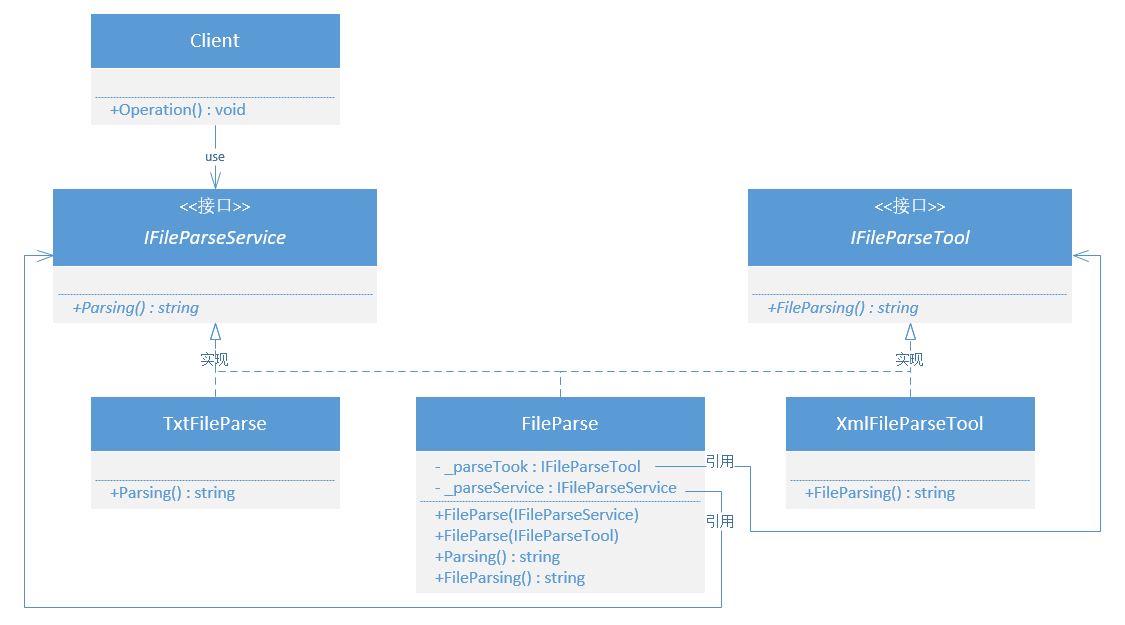 Client
+Operation() : void
use
<<接口>>
IFileParseService
+Parsing() : string
<<接口>>
IFileParseTool
+FileParsing() : string
实现
实现
TxtFileParse
+Parsing() : string
FileParse
- _parseTook : IFileParseTool
- _parseService : IFileParseService
+FileParse(IFileParseService)
+FileParse(IFileParseTool)
+Parsing() : string
+FileParsing() : string
引用
引用
XmlFileParseTool
+FileParsing() : string